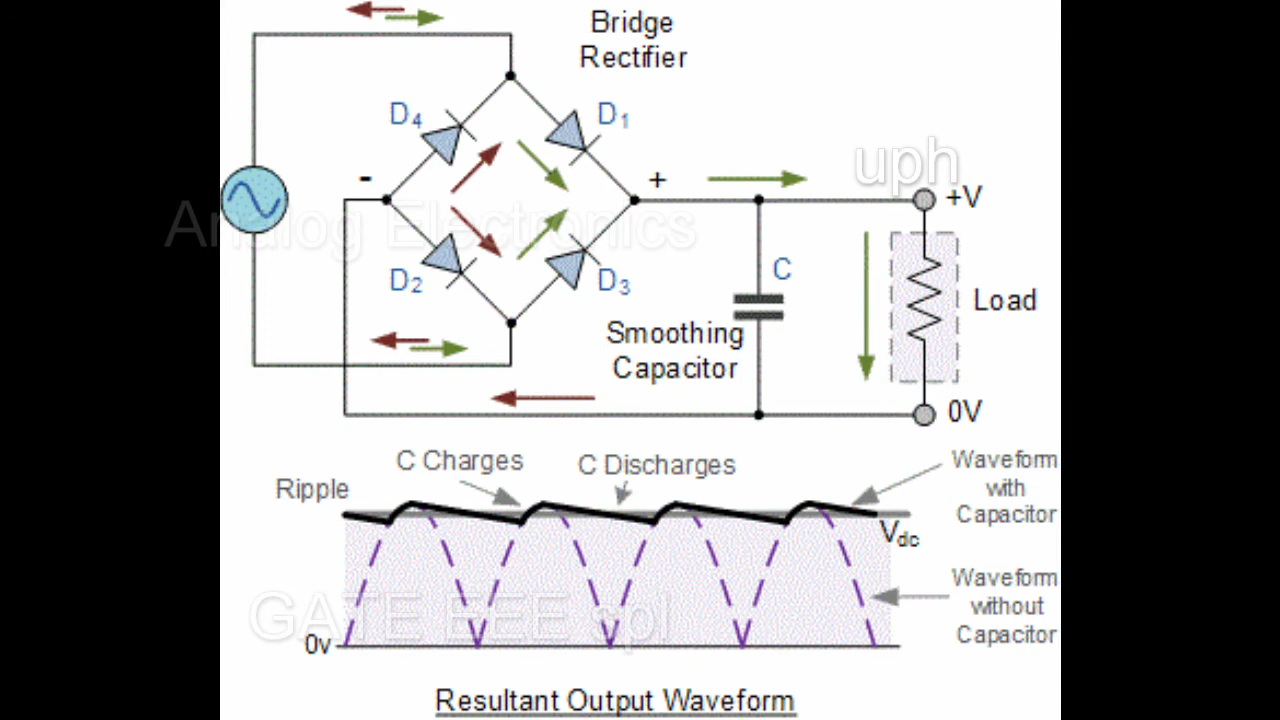 Bridge
Rectifier
D4
D1
uph
-
+
+V
Analog Electronics
D2
D3
C
Load
Smoothing
Capacitor
0V
C Charges
C Discharges
Waveform
with
Capacitor
Ripple
Vdc
Waveform
without
Capacitor
GATE EEE spl
0v
Resultant Output Waveform